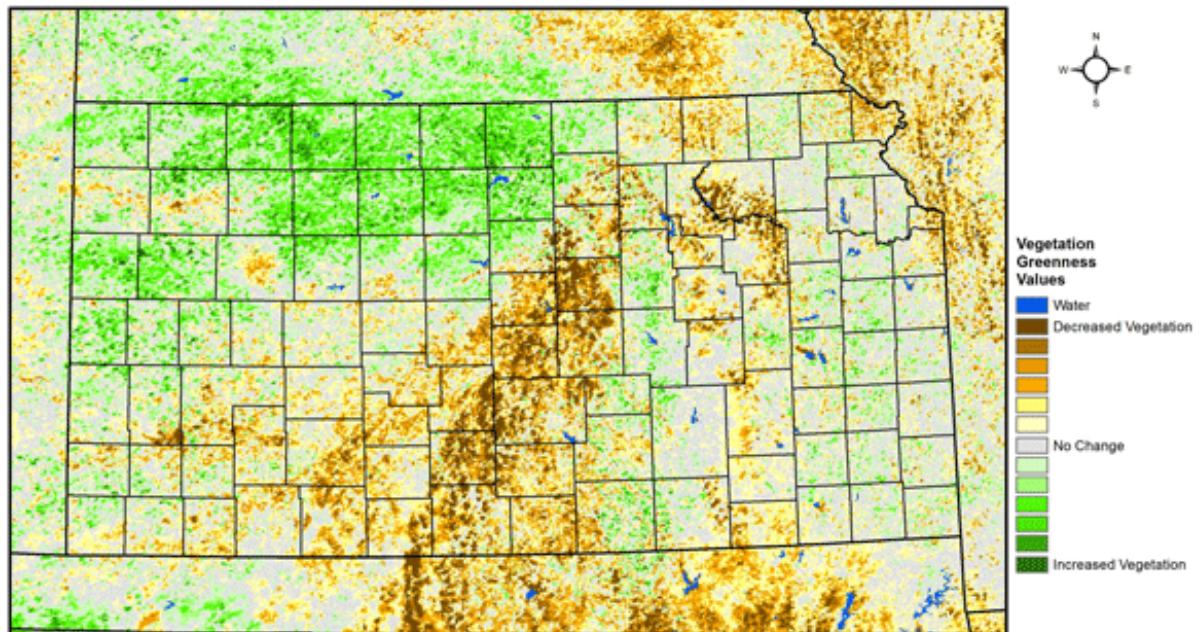 N
W E
S
Vegetation
Greenness
Values
Water
Decreased Vegetation
No Change
Increased Vegetation